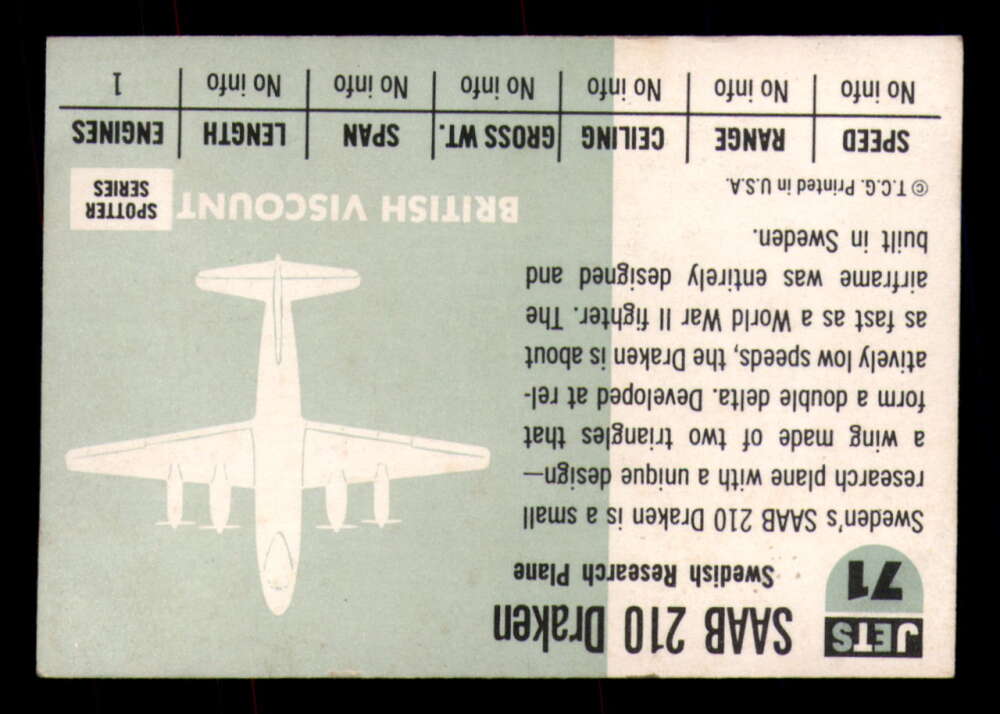 JETS
71
SAAB 210 Draken
Swedish Research Plane
Sweden's SAAB 210 Draken is a small
research plane with a unique design—
a wing made of two triangles that
form a double delta. Developed at rel-
atively low speeds, the Draken is about
as fast as a World War II fighter. The
airframe was entirely designed and
built in Sweden.
© T.C.G. Printed in U.S.A.
BRITISH VISCOUNT
SPOTTER
SERIES
SPEED RANGE CEILING GROSS WT. SPAN LENGTH ENGINES
No info No info No info No info No info No info 1